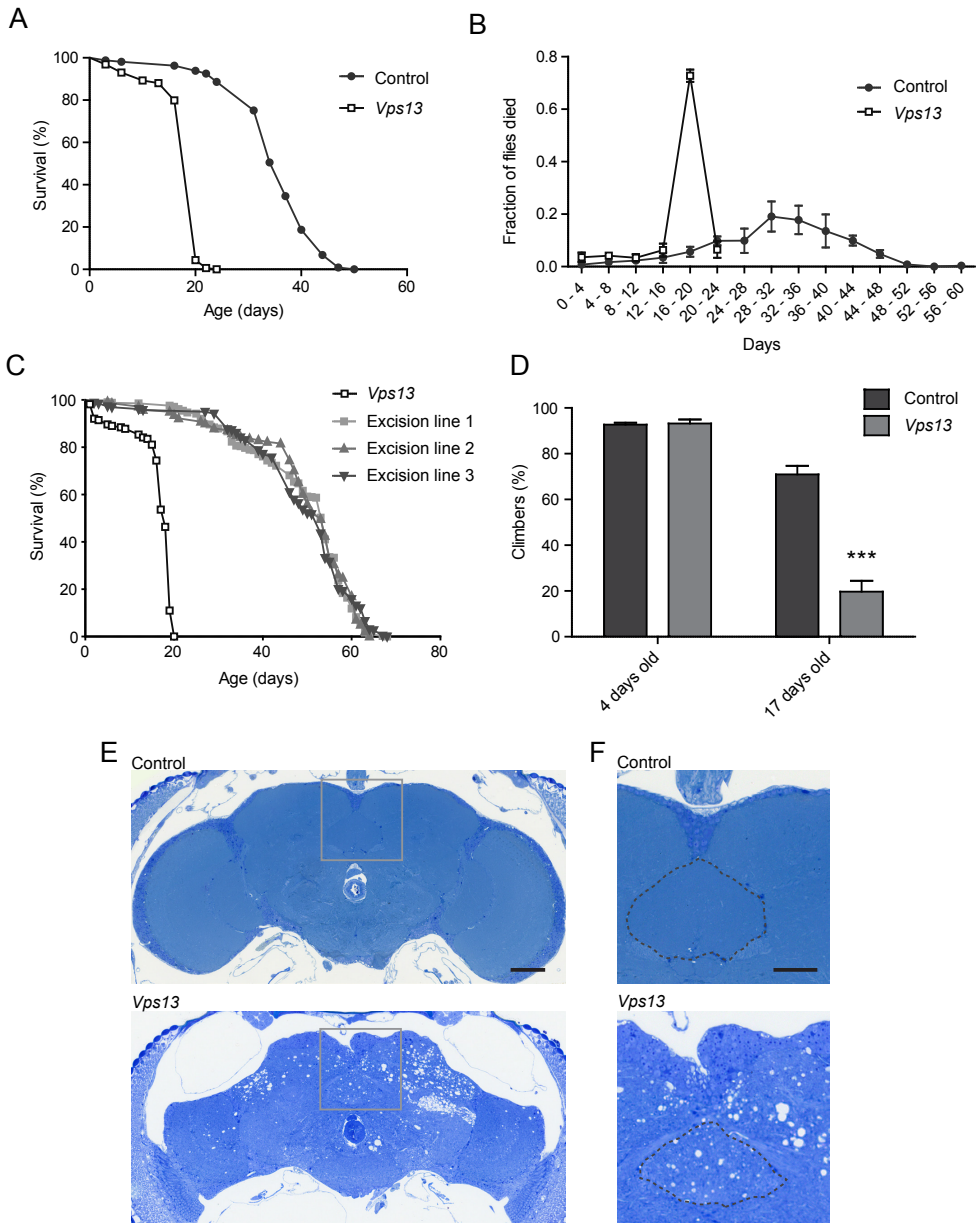 A
100
80
60
40
20
0
Survival (%)
0 20 40 60
Age (days)
Control
Vps13
B
0.8
0.6
0.4
0.2
0.0
Fraction of flies died
0 - 4
4 - 8
8 - 12
12 - 16
16 - 20
20 - 24
24 - 28
28 - 32
32 - 36
36 - 40
40 - 44
44 - 48
48 - 52
52 - 56
56 - 60
Days
Control
Vps13
C
100
80
60
40
20
0
Survival (%)
0 20 40 60 80
Age (days)
Vps13
Excision line 1
Excision line 2
Excision line 3
D
100
80
60
40
20
0
Climbers (%)
Control
Vps13
***
4 days old
17 days old
E
Control
Vps13
F
Control
Vps13